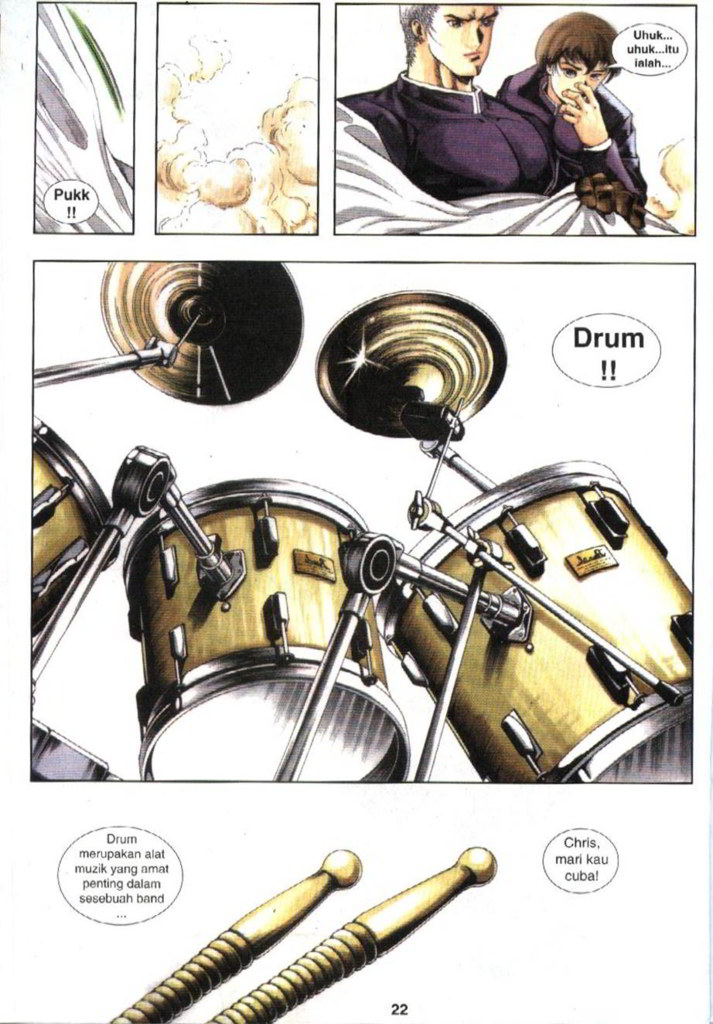 Pukk
!!
Uhuk...
uhuk...itu
ialah...
Drum
!!
Drum
merupakan alat
muzik yang amat
penting dalam
sesebuah band
...
Chris,
mari kau
cuba!
22